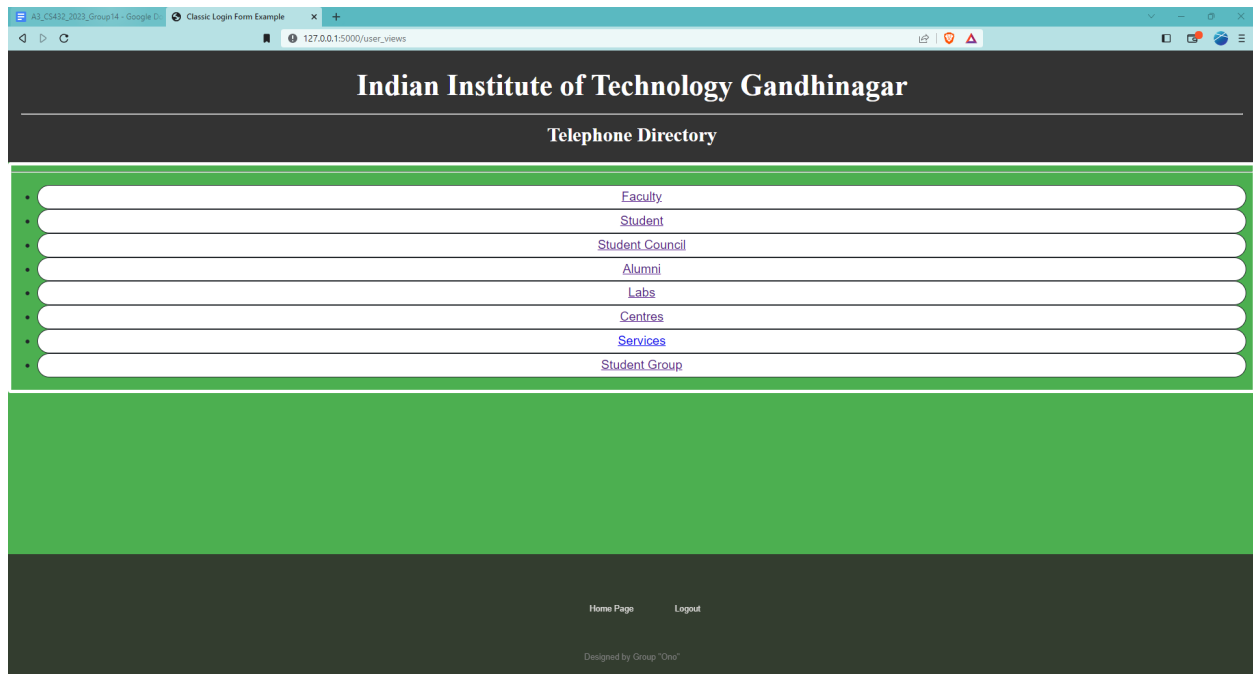 A3_CS432_2023_Group14 - Google D
Classic Login Form Example
127.0.0.1:5000/user_views
Indian Institute of Technology Gandhinagar
Telephone Directory
Faculty
Student
Student Council
Alumni
Labs
Centres
Services
Student Group
Home Page Logout
Designed by Group "Ono"